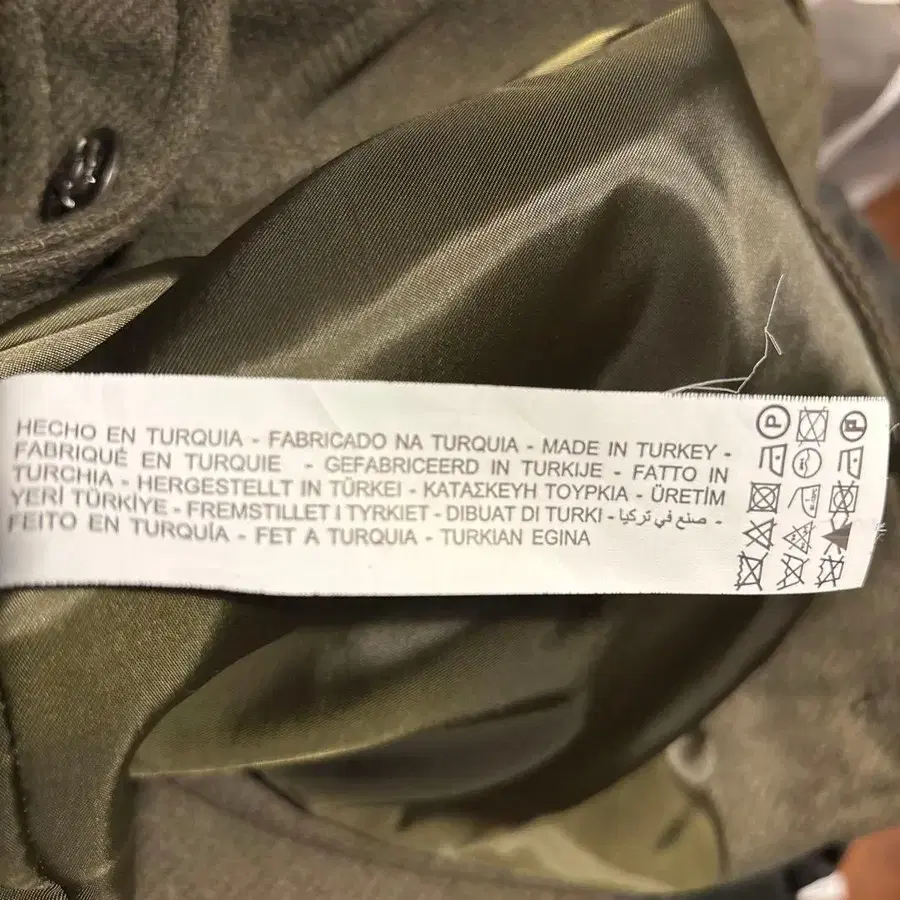 HECHO EN TURQUIA - FABRICADO NA TURQUIA - MADE IN TURKEY -
FABRIQUÉ EN TURQUIE - GEFABRICEERD IN TURKIJE - FATTO IN
TURCHIA - HERGESTELLT IN TÜRKEI - ΚΑΤΑΣΚΕΥΗ ΤΟΥΡΚΙΑ - ÜRETİM
YERİ TÜRKİYE - FREMSTILLET I TYRKIET - DIBUAT DI TURKI - صنع في تركيا -
FEITO EN TURQUÍA - FET A TURQUIA - TURKIAN EGINA
P
P